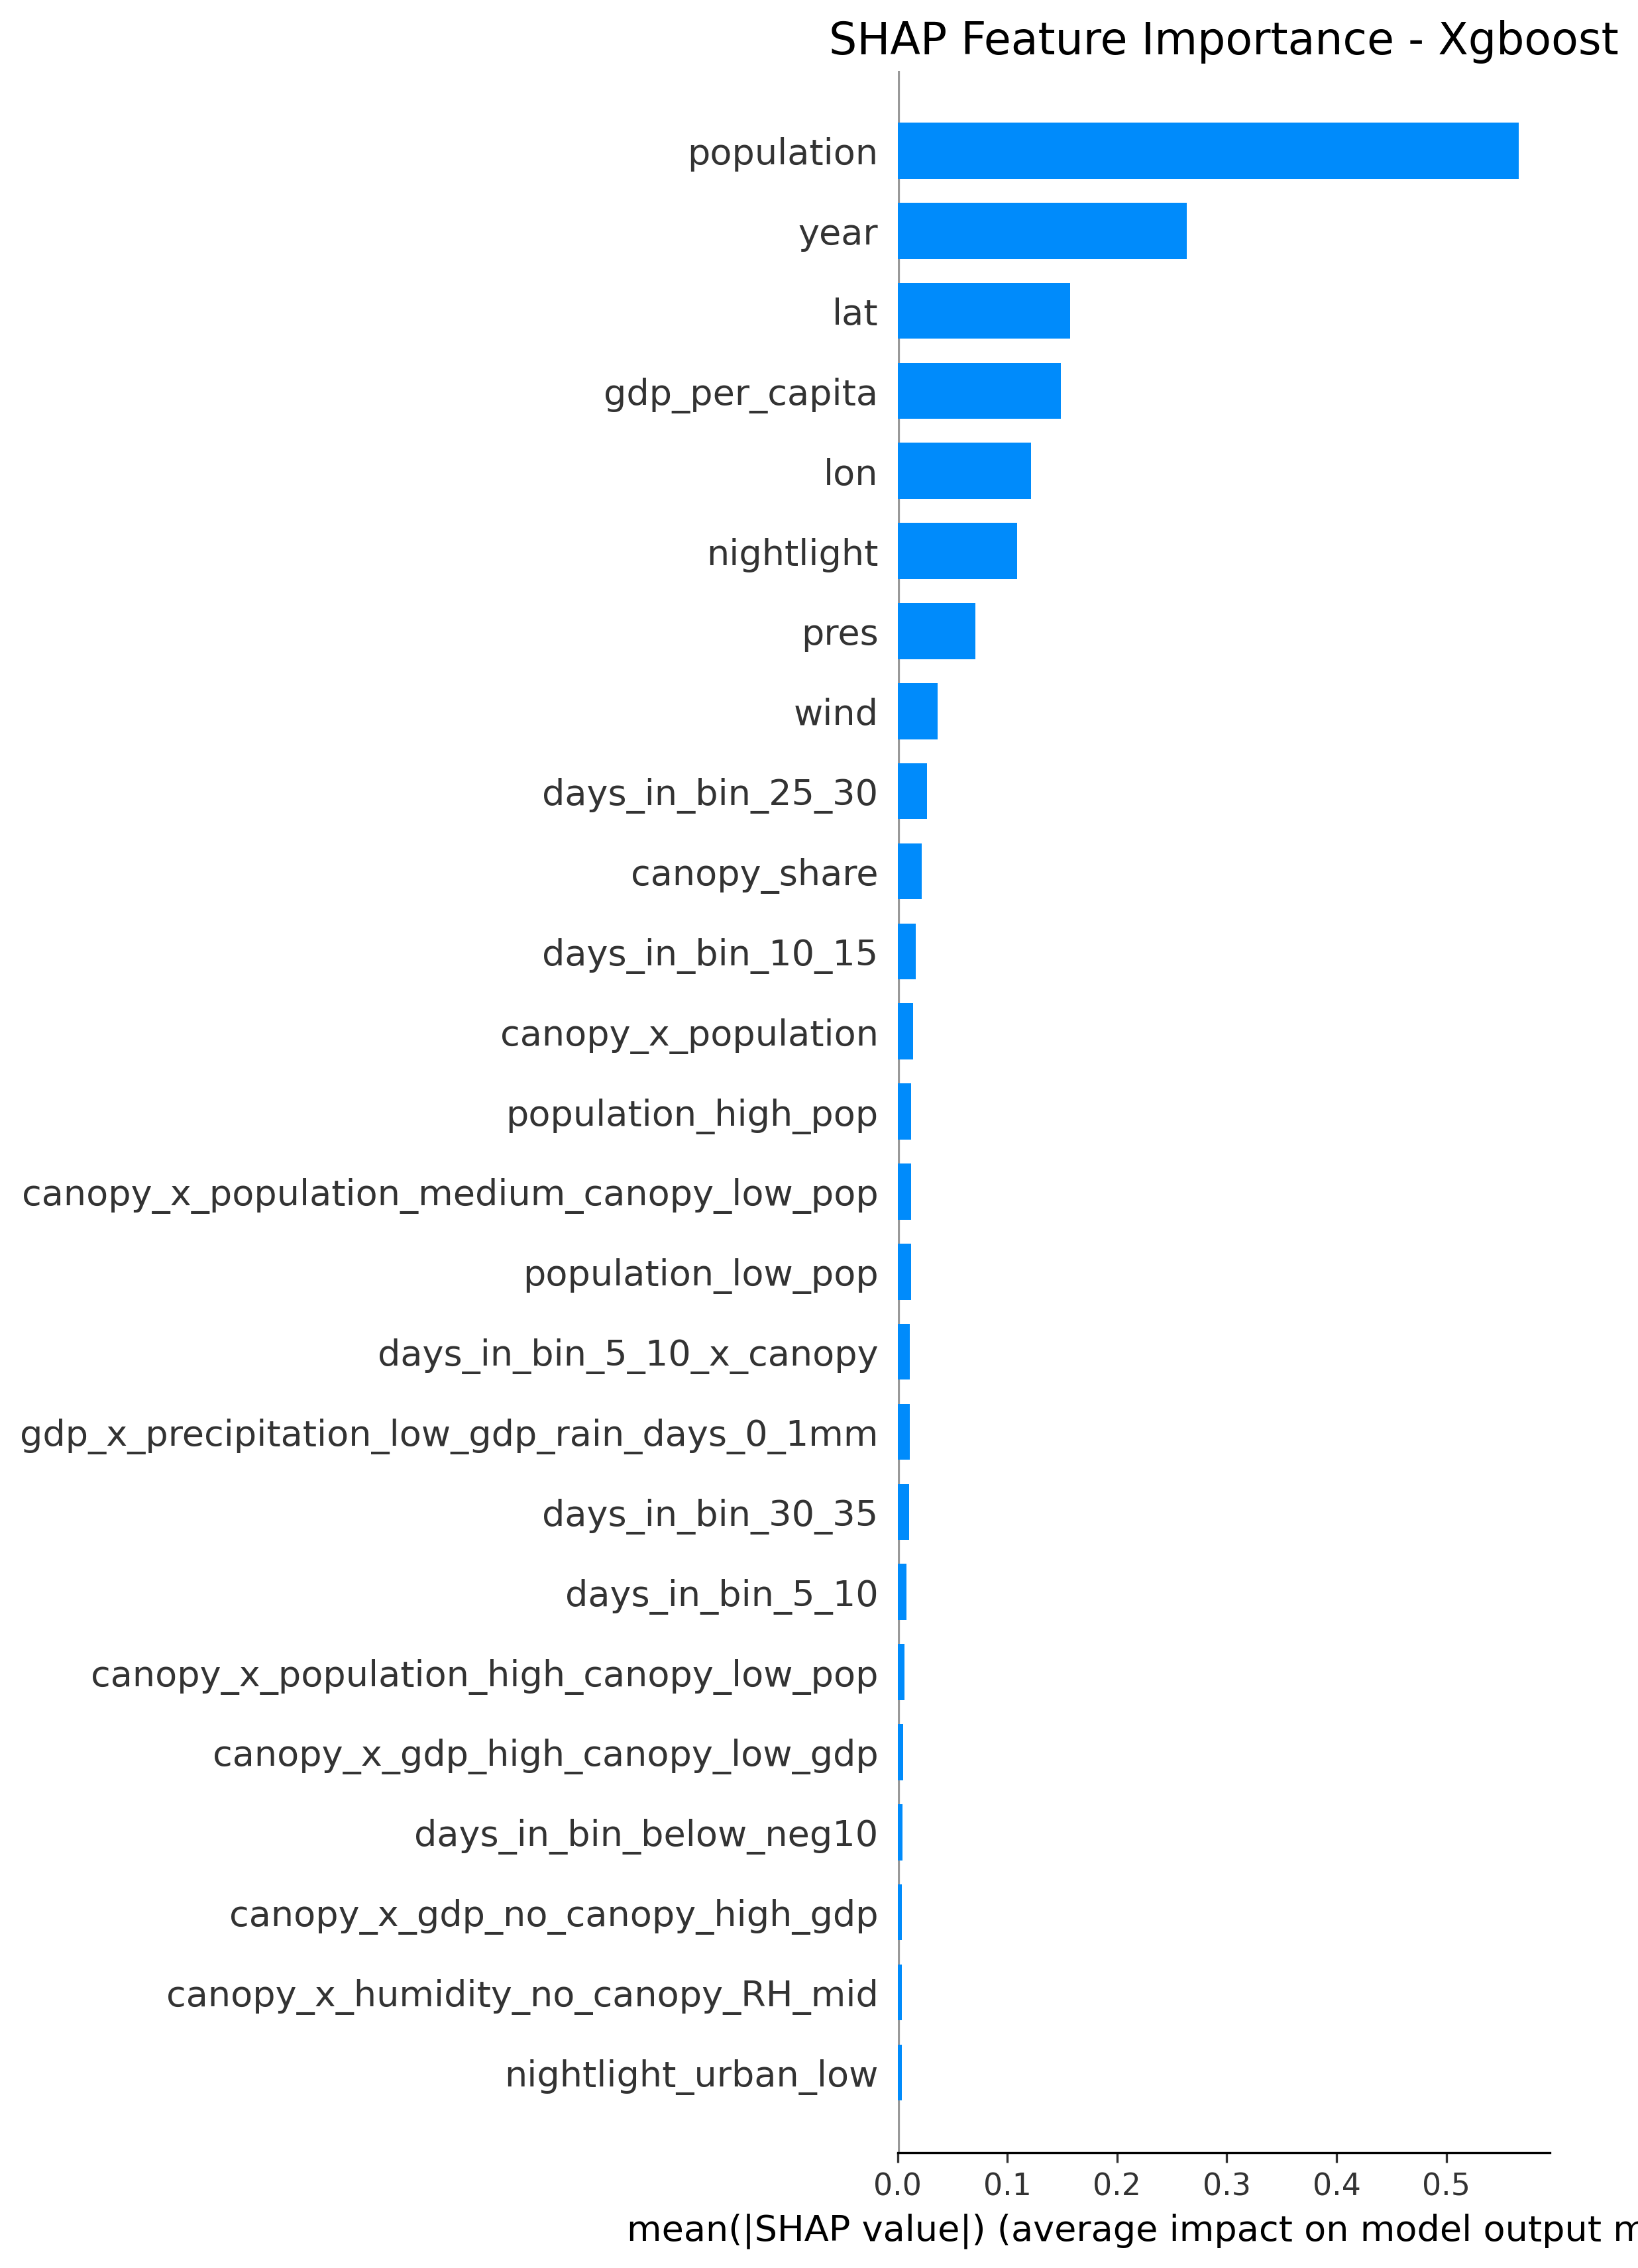 SHAP Feature Importance - Xgboost
population
year
lat
gdp_per_capita
lon
nightlight
pres
wind
days_in_bin_25_30
canopy_share
days_in_bin_10_15
canopy_x_population
population_high_pop
canopy_x_population_medium_canopy_low_pop
population_low_pop
days_in_bin_5_10_x_canopy
gdp_x_precipitation_low_gdp_rain_days_0_1mm
days_in_bin_30_35
days_in_bin_5_10
canopy_x_population_high_canopy_low_pop
canopy_x_gdp_high_canopy_low_gdp
days_in_bin_below_neg10
canopy_x_gdp_no_canopy_high_gdp
canopy_x_humidity_no_canopy_RH_mid
nightlight_urban_low
0.0 0.1 0.2 0.3 0.4 0.5
mean(|SHAP value|) (average impact on model output